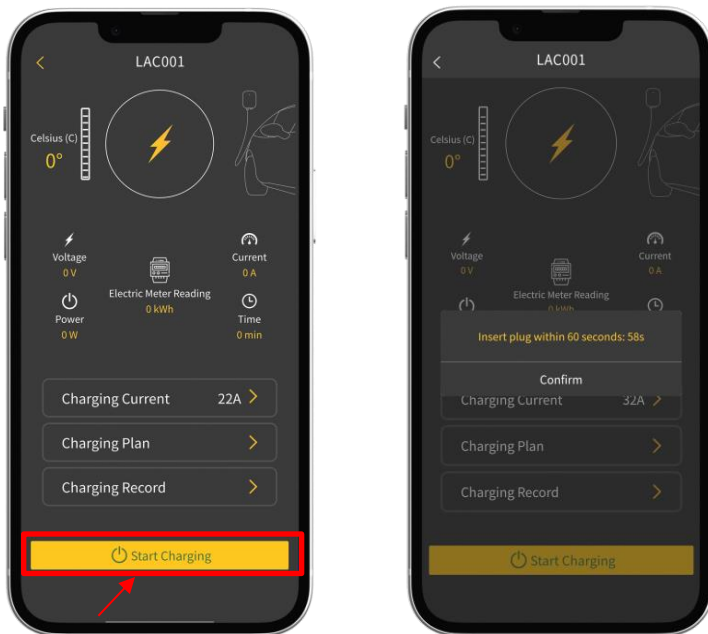 LAC001
Celsius (C)
0°
Voltage
0 V
Current
0 A
Electric Meter Reading
0 kWh
Power
0 W
Time
0 min
Charging Current 22A
Charging Plan
Charging Record
Start Charging
LAC001
Celsius (C)
0°
Voltage
0 V
Current
0 A
Electric Meter Reading
0 kWh
Insert plug within 60 seconds: 58s
Confirm
Charging Current 32A
Charging Plan
Charging Record
Start Charging